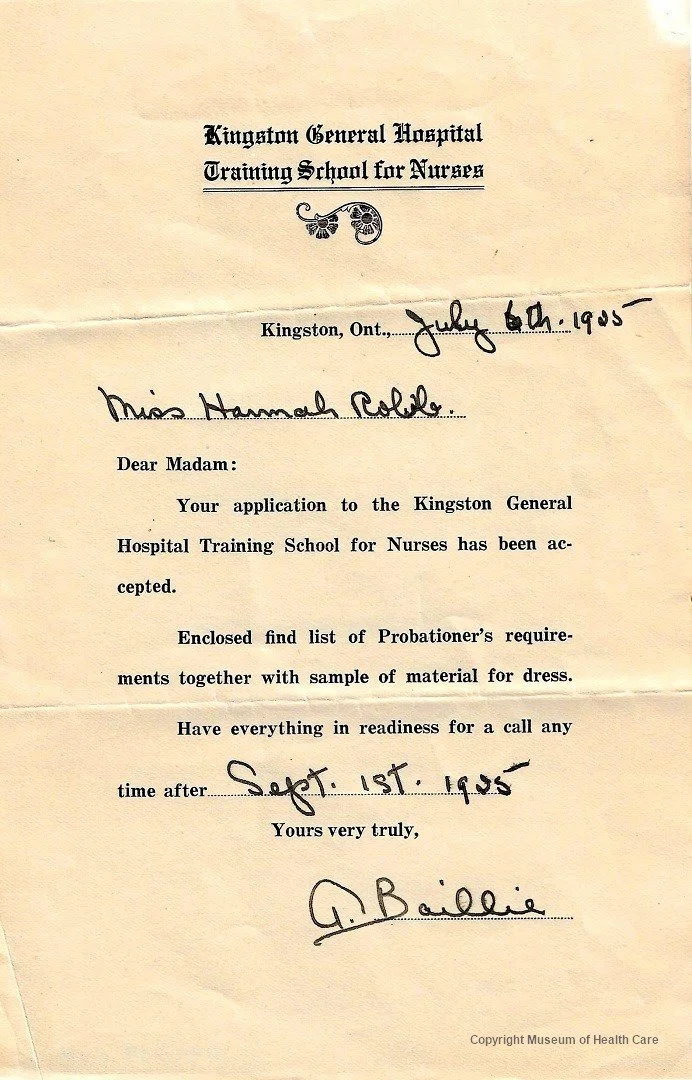 Kingston General Hospital
Training School for Nurses
Kingston, Ont., July 6th. 1925
Miss Hannah Robb.
Dear Madam:
Your application to the Kingston General
Hospital Training School for Nurses has been ac-
cepted.
Enclosed find list of Probationer's require-
ments together with sample of material for dress.
Have everything in readiness for a call any
time after Sept. 1st. 1925
Yours very truly,
A. Baillie
Copyright Museum of Health Care